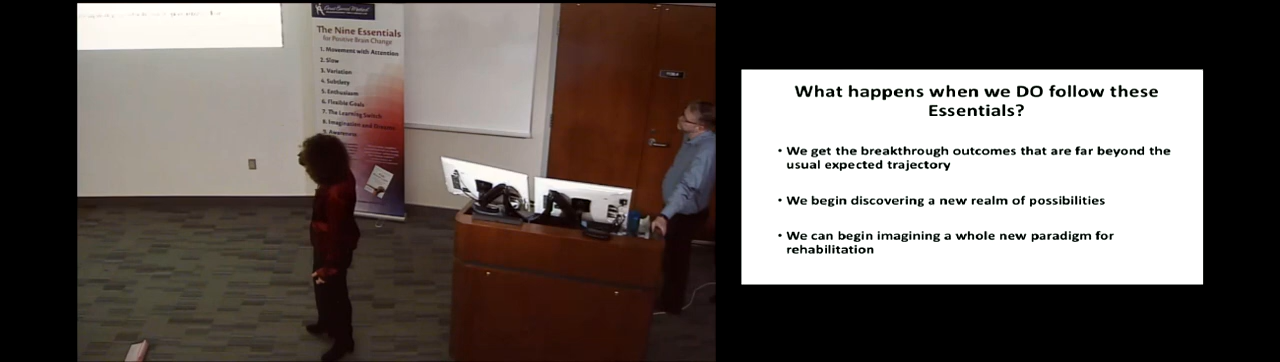 Anat Baniel Method
The Nine Essentials
for Positive Brain Change
1. Movement with Attention
2. Slow
3. Variation
4. Subtlety
5. Enthusiasm
6. Flexible Goals
7. The Learning Switch
8. Imagination and Dreams
9. Awareness
What happens when we DO follow these
Essentials?
• We get the breakthrough outcomes that are far beyond the
usual expected trajectory
• We begin discovering a new realm of possibilities
• We can begin imagining a whole new paradigm for
rehabilitation